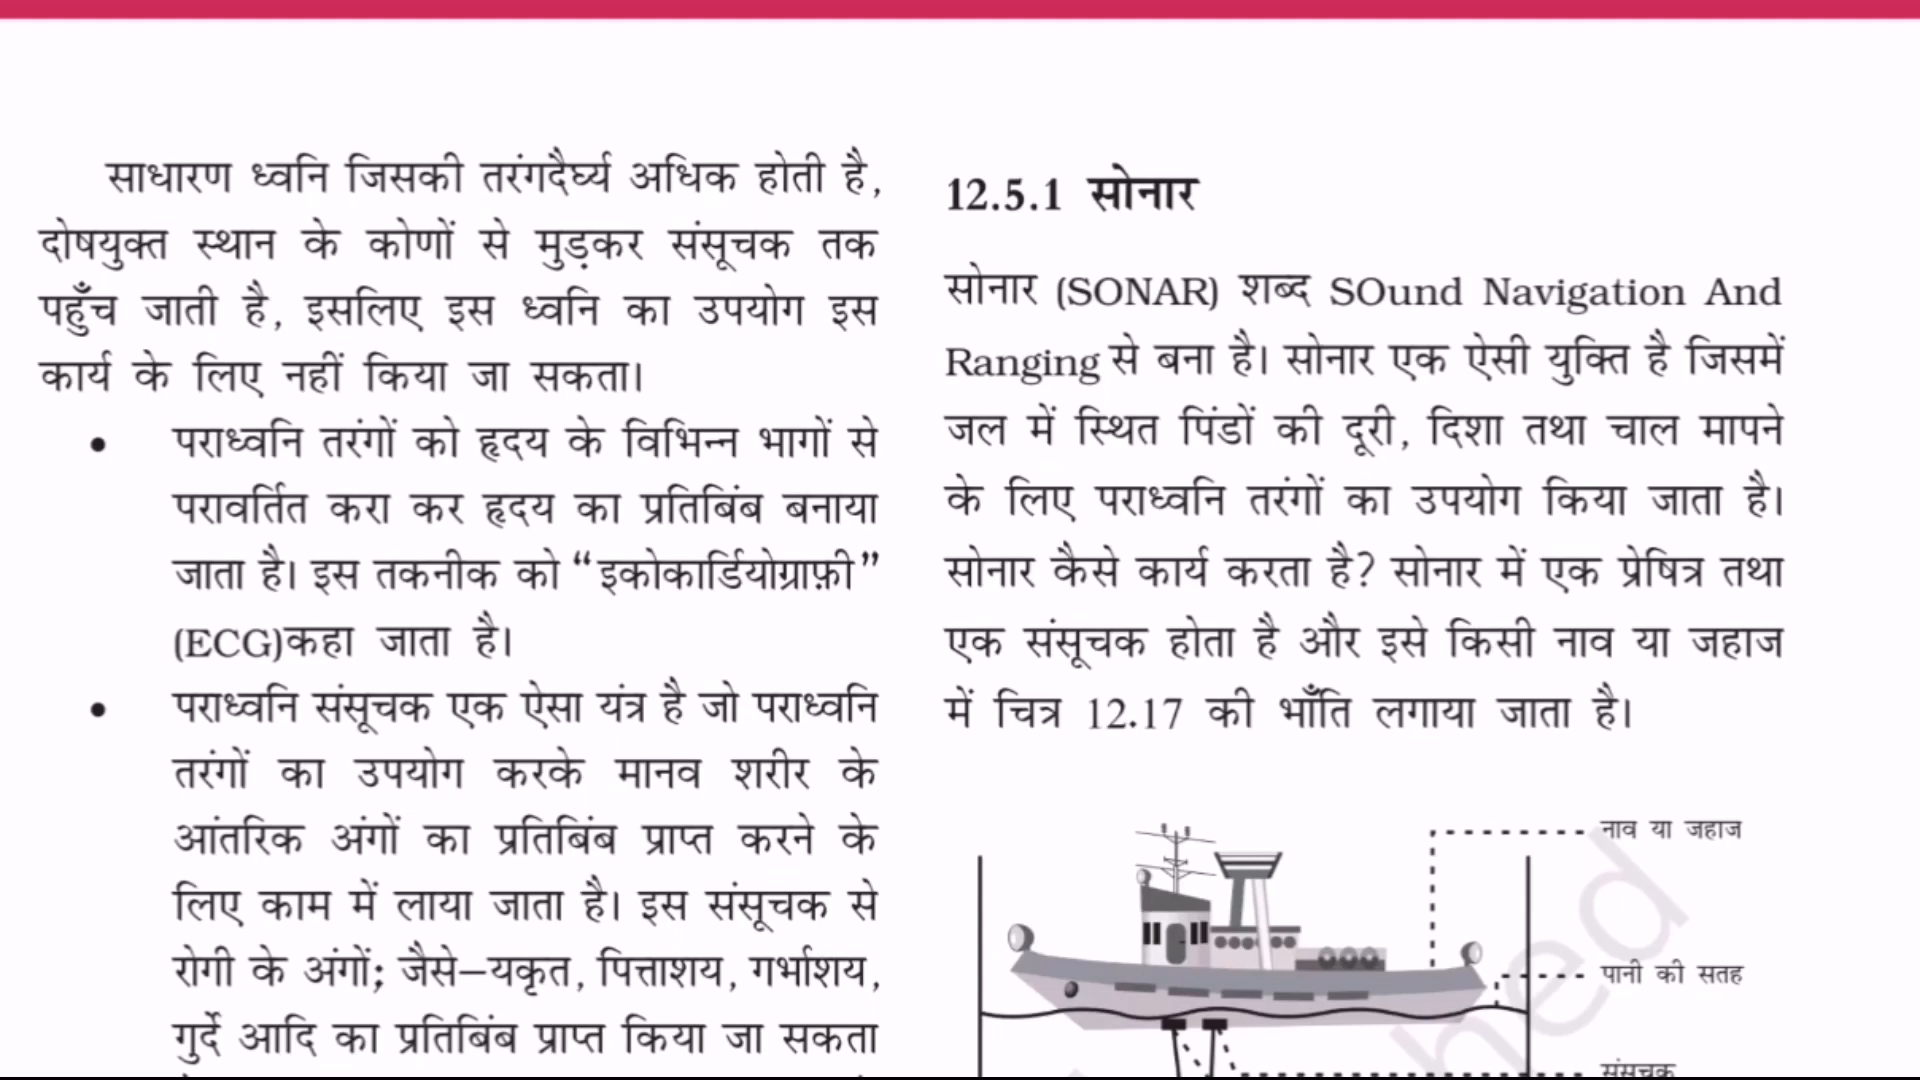 साधारण ध्वनि जिसकी तरंगदैर्घ्य अधिक होती है,
दोषयुक्त स्थान के कोणों से मुड़कर संसूचक तक
पहुँच जाती है, इसलिए इस ध्वनि का उपयोग इस
कार्य के लिए नहीं किया जा सकता।
• पराध्वनि तरंगों को हृदय के विभिन्न भागों से
परावर्तित करा कर हृदय का प्रतिबिंब बनाया
जाता है। इस तकनीक को “इकोकार्डियोग्राफ़ी”
(ECG)कहा जाता है।
• पराध्वनि संसूचक एक ऐसा यंत्र है जो पराध्वनि
तरंगों का उपयोग करके मानव शरीर के
आंतरिक अंगों का प्रतिबिंब प्राप्त करने के
लिए काम में लाया जाता है। इस संसूचक से
रोगी के अंगों; जैसे–यकृत, पित्ताशय, गर्भाशय,
गुर्दे आदि का प्रतिबिंब प्राप्त किया जा सकता
12.5.1 सोनार
सोनार (SONAR) शब्द SOund Navigation And
Ranging से बना है। सोनार एक ऐसी युक्ति है जिसमें
जल में स्थित पिंडों की दूरी, दिशा तथा चाल मापने
के लिए पराध्वनि तरंगों का उपयोग किया जाता है।
सोनार कैसे कार्य करता है? सोनार में एक प्रेषित्र तथा
एक संसूचक होता है और इसे किसी नाव या जहाज
में चित्र 12.17 की भाँति लगाया जाता है।
नाव या जहाज
पानी की सतह
संसूचक
hed